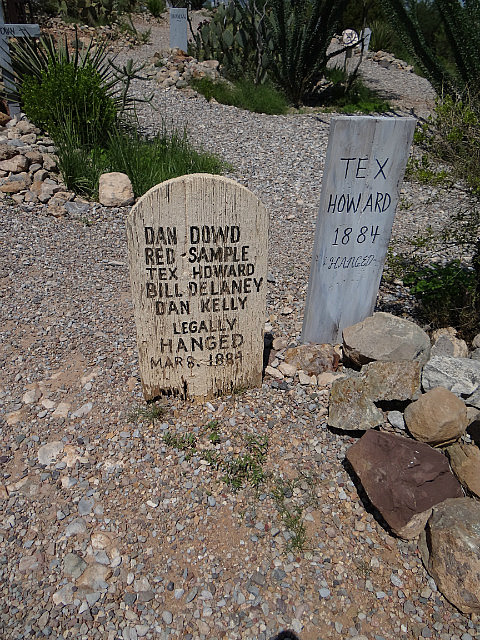 DAN DOWD
RED SAMPLE
TEX HOWARD
BILL DELANEY
DAN KELLY
LEGALLY
HANGED
MAR 8. 1884
TEX
HOWARD
1884
HANGED